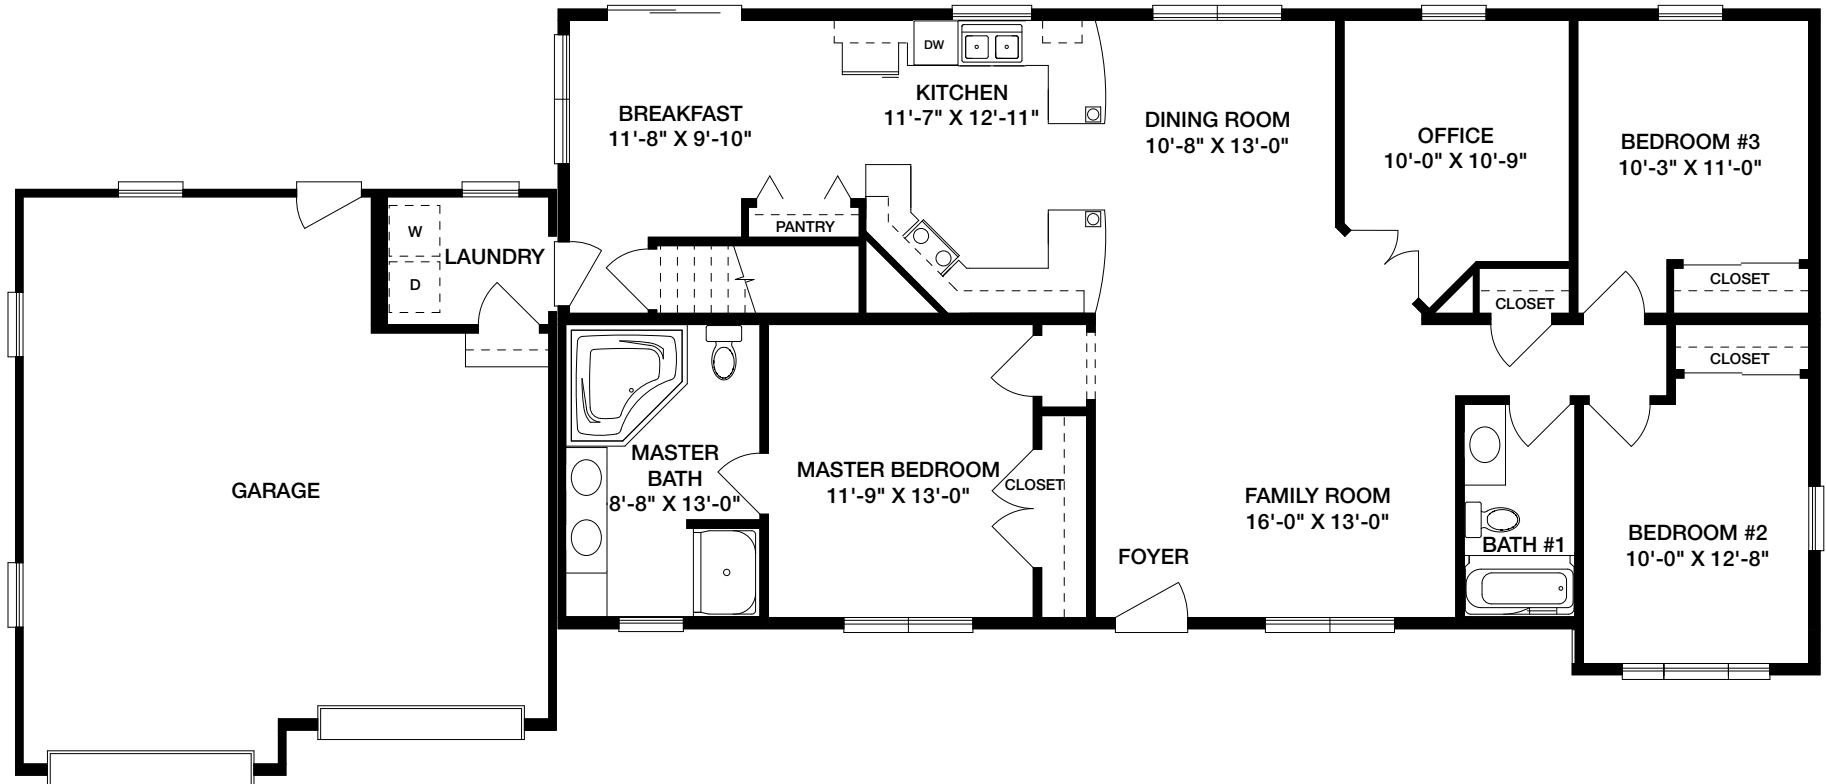 DW
BREAKFAST
11'-8" X 9'-10"
KITCHEN
11'-7" X 12'-11"
DINING ROOM
10'-8" X 13'-0"
OFFICE
10'-0" X 10'-9"
BEDROOM #3
10'-3" X 11'-0"
PANTRY
W
LAUNDRY
D
CLOSET
CLOSET
CLOSET
MASTER
BATH
8'-8" X 13'-0"
MASTER BEDROOM
11'-9" X 13'-0"
CLOSET
GARAGE
FAMILY ROOM
16'-0" X 13'-0"
FOYER
BATH #1
BEDROOM #2
10'-0" X 12'-8"